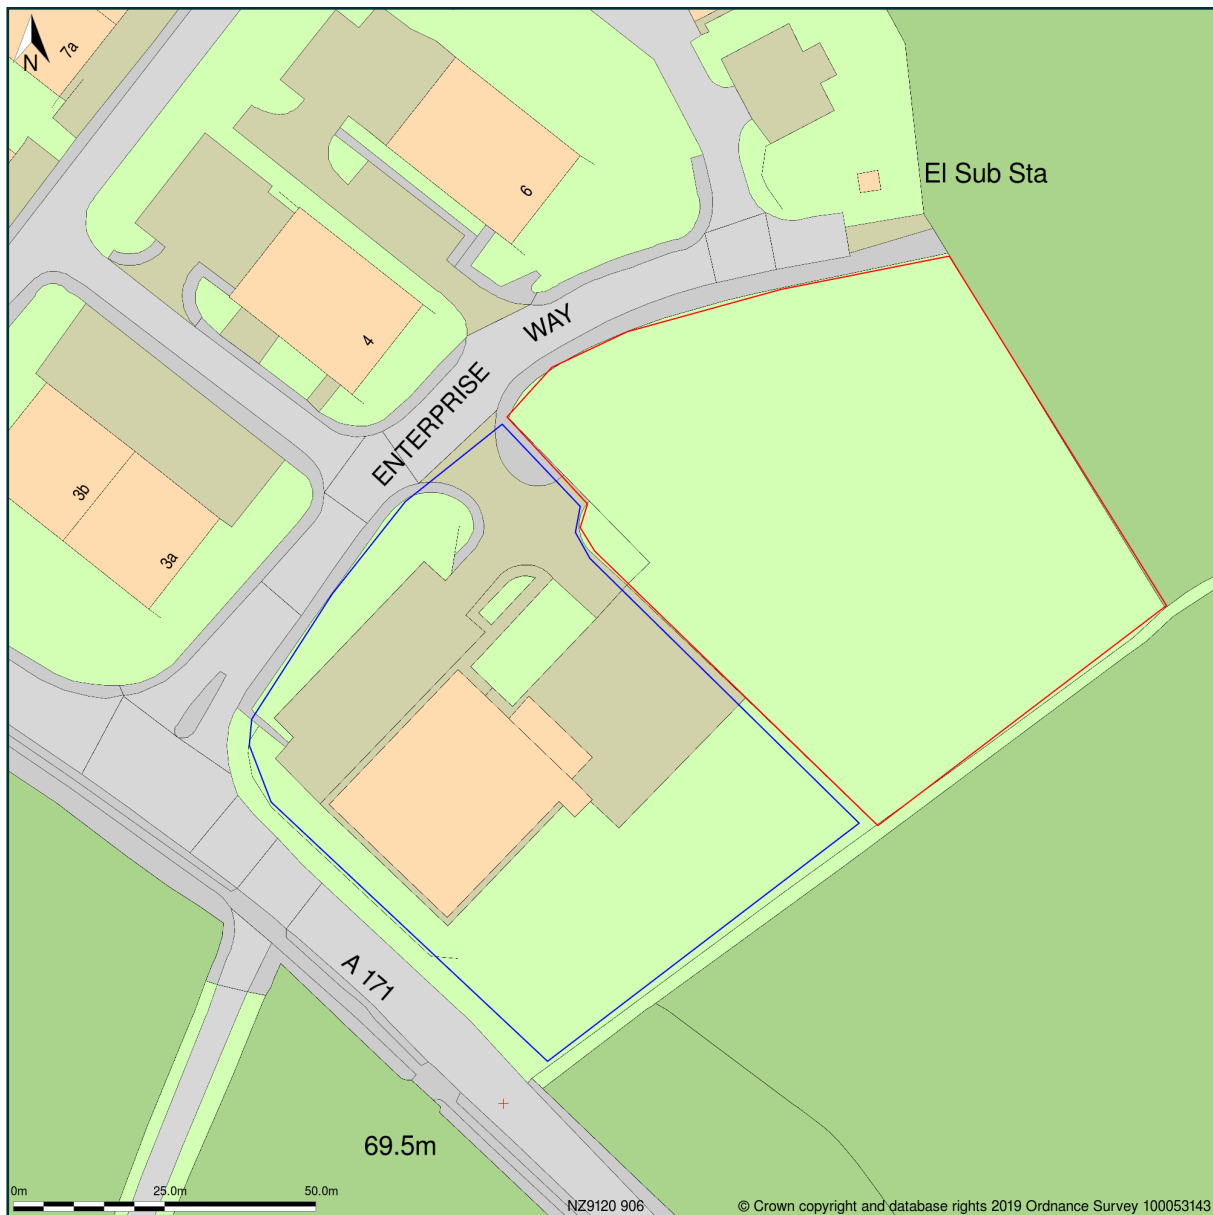 N
7a
6
El Sub Sta
4
ENTERPRISE WAY
3b
3a
A 171
69.5m
0m 25.0m 50.0m
NZ9120 906
© Crown copyright and database rights 2019 Ordnance Survey 100053143